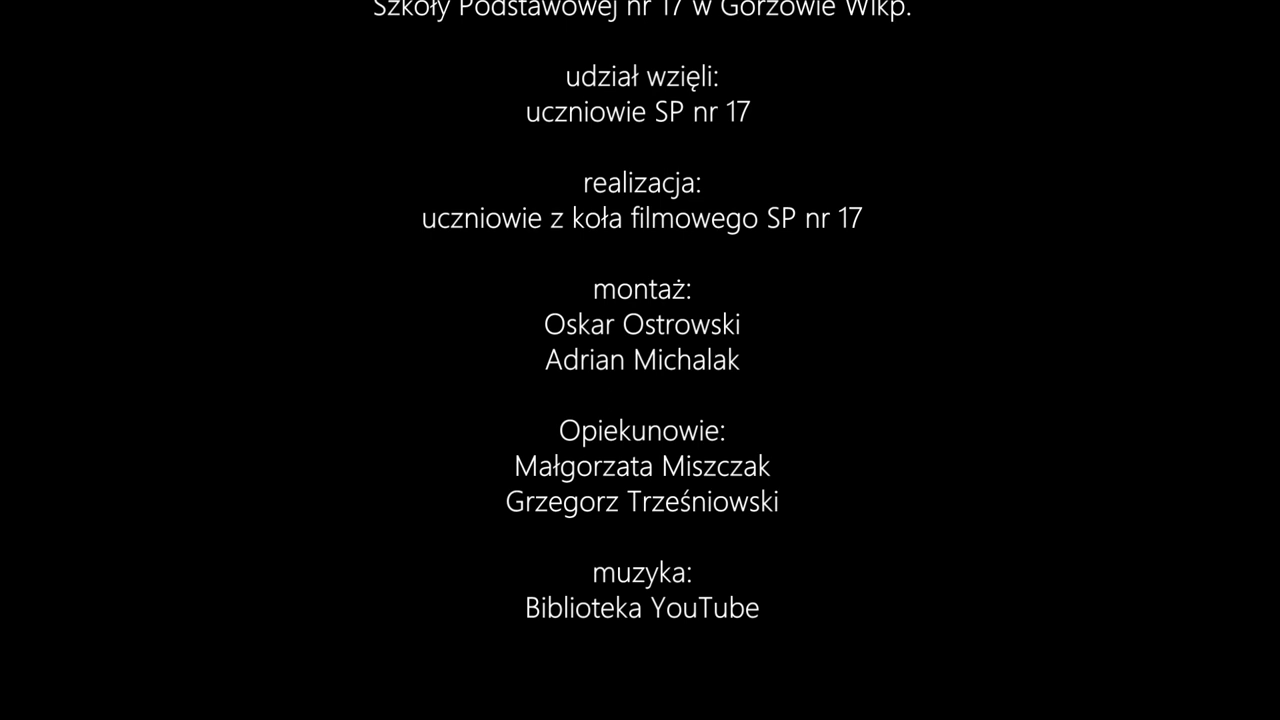 Szkoły Podstawowej nr 17 w Gorzowie Wlkp.
udział wzięli:
uczniowie SP nr 17
realizacja:
uczniowie z koła filmowego SP nr 17
montaż:
Oskar Ostrowski
Adrian Michalak
Opiekunowie:
Małgorzata Miszczak
Grzegorz Trześniowski
muzyka:
Biblioteka YouTube